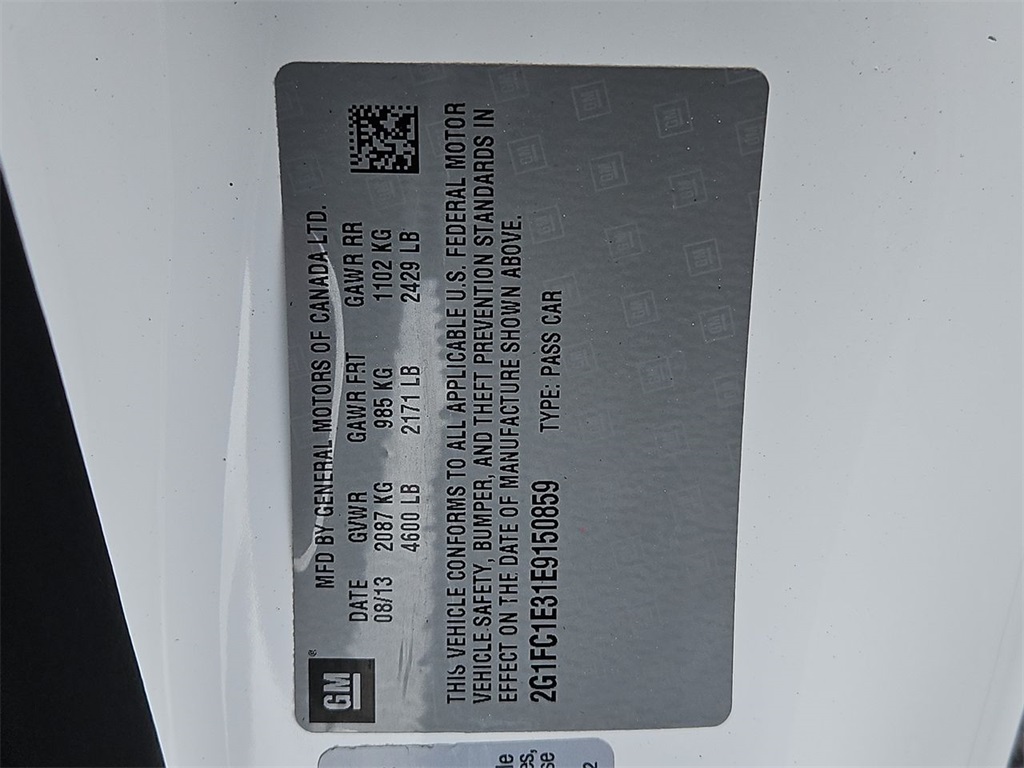 GM®
MFD BY GENERAL MOTORS OF CANADA LTD.
DATE GVWR GAWR FRT GAWR RR
08/13 2087 KG 985 KG 1102 KG
4600 LB 2171 LB 2429 LB
THIS VEHICLE CONFORMS TO ALL APPLICABLE U.S. FEDERAL MOTOR
VEHICLE SAFETY, BUMPER, AND THEFT PREVENTION STANDARDS IN
EFFECT ON THE DATE OF MANUFACTURE SHOWN ABOVE.
2G1FC1E31E9150859 TYPE: PASS CAR